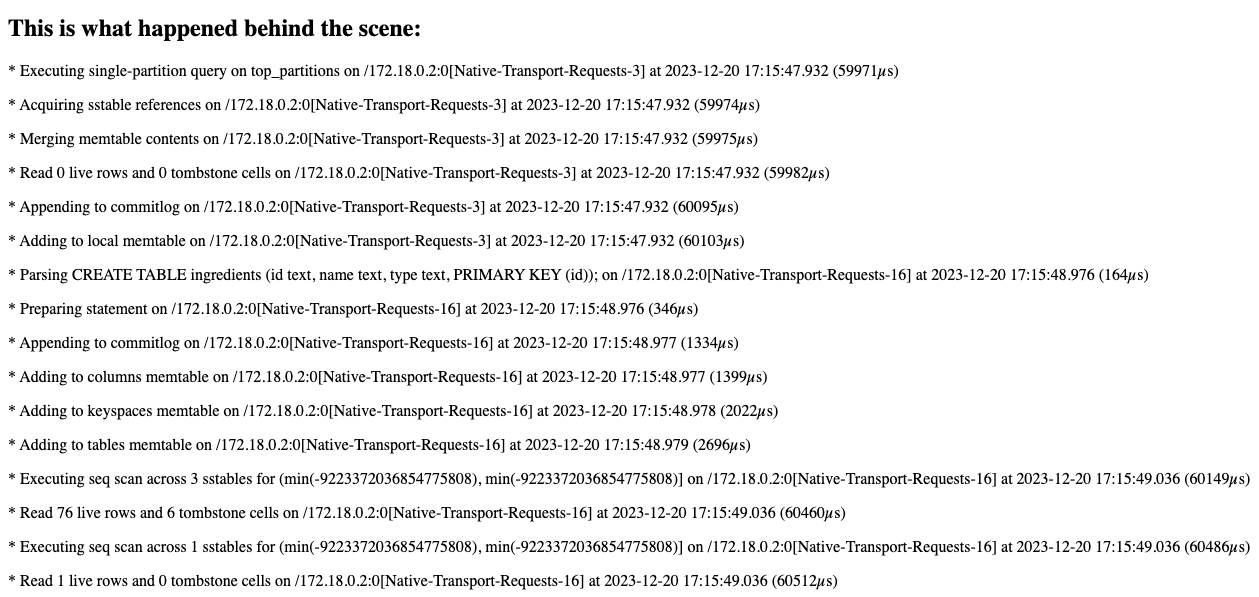 This is what happened behind the scene:
* Executing single-partition query on top_partitions on /172.18.0.2:0[Native-Transport-Requests-3] at 2023-12-20 17:15:47.932 (59971µs)
* Acquiring sstable references on /172.18.0.2:0[Native-Transport-Requests-3] at 2023-12-20 17:15:47.932 (59974µs)
* Merging memtable contents on /172.18.0.2:0[Native-Transport-Requests-3] at 2023-12-20 17:15:47.932 (59975µs)
* Read 0 live rows and 0 tombstone cells on /172.18.0.2:0[Native-Transport-Requests-3] at 2023-12-20 17:15:47.932 (59982µs)
* Appending to commitlog on /172.18.0.2:0[Native-Transport-Requests-3] at 2023-12-20 17:15:47.932 (60095µs)
* Adding to local memtable on /172.18.0.2:0[Native-Transport-Requests-3] at 2023-12-20 17:15:47.932 (60103µs)
* Parsing CREATE TABLE ingredients (id text, name text, type text, PRIMARY KEY (id)); on /172.18.0.2:0[Native-Transport-Requests-16] at 2023-12-20 17:15:48.976 (164µs)
* Preparing statement on /172.18.0.2:0[Native-Transport-Requests-16] at 2023-12-20 17:15:48.976 (346µs)
* Appending to commitlog on /172.18.0.2:0[Native-Transport-Requests-16] at 2023-12-20 17:15:48.977 (1334µs)
* Adding to columns memtable on /172.18.0.2:0[Native-Transport-Requests-16] at 2023-12-20 17:15:48.977 (1399µs)
* Adding to keyspaces memtable on /172.18.0.2:0[Native-Transport-Requests-16] at 2023-12-20 17:15:48.978 (2022µs)
* Adding to tables memtable on /172.18.0.2:0[Native-Transport-Requests-16] at 2023-12-20 17:15:48.979 (2696µs)
* Executing seq scan across 3 sstables for (min(-9223372036854775808), min(-9223372036854775808)] on /172.18.0.2:0[Native-Transport-Requests-16] at 2023-12-20 17:15:49.036 (60149µs)
* Read 76 live rows and 6 tombstone cells on /172.18.0.2:0[Native-Transport-Requests-16] at 2023-12-20 17:15:49.036 (60460µs)
* Executing seq scan across 1 sstables for (min(-9223372036854775808), min(-9223372036854775808)] on /172.18.0.2:0[Native-Transport-Requests-16] at 2023-12-20 17:15:49.036 (60486µs)
* Read 1 live rows and 0 tombstone cells on /172.18.0.2:0[Native-Transport-Requests-16] at 2023-12-20 17:15:49.036 (60512µs)